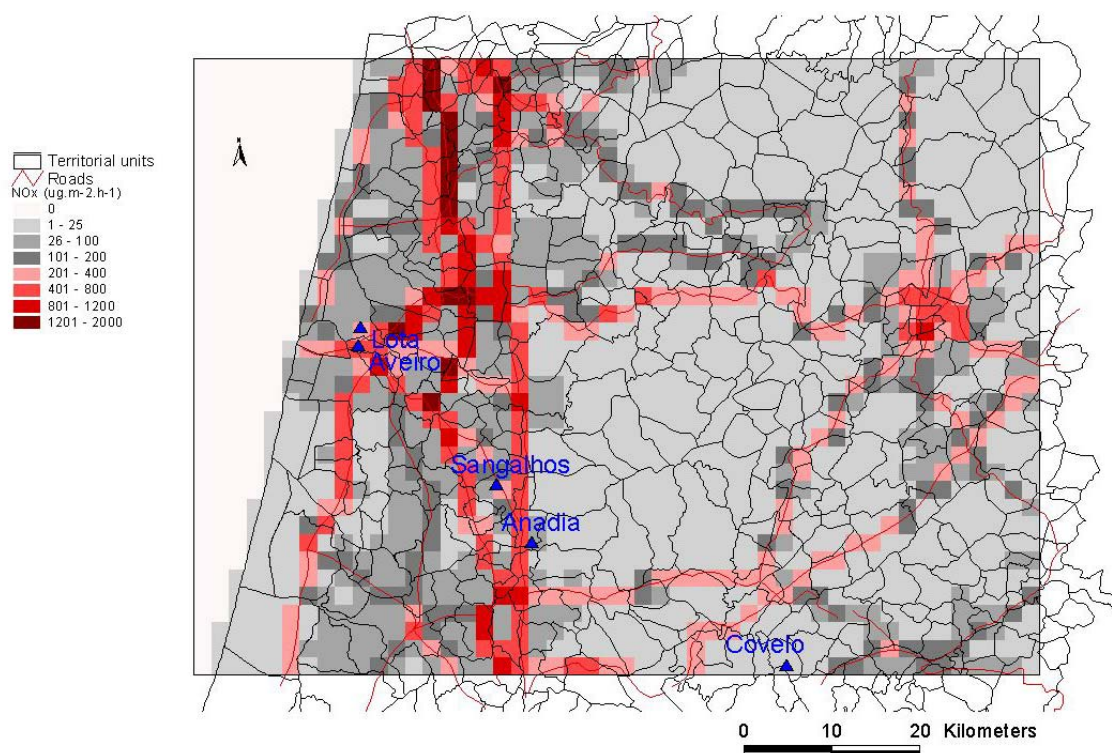 Territorial units
Roads
NOx (ug.m-2.h-1)
0
1 - 25
26 - 100
101 - 200
201 - 400
401 - 800
801 - 1200
1201 - 2000
Lota
Aveiro
Sangalhos
Anadia
Covelo
0 10 20 Kilometers